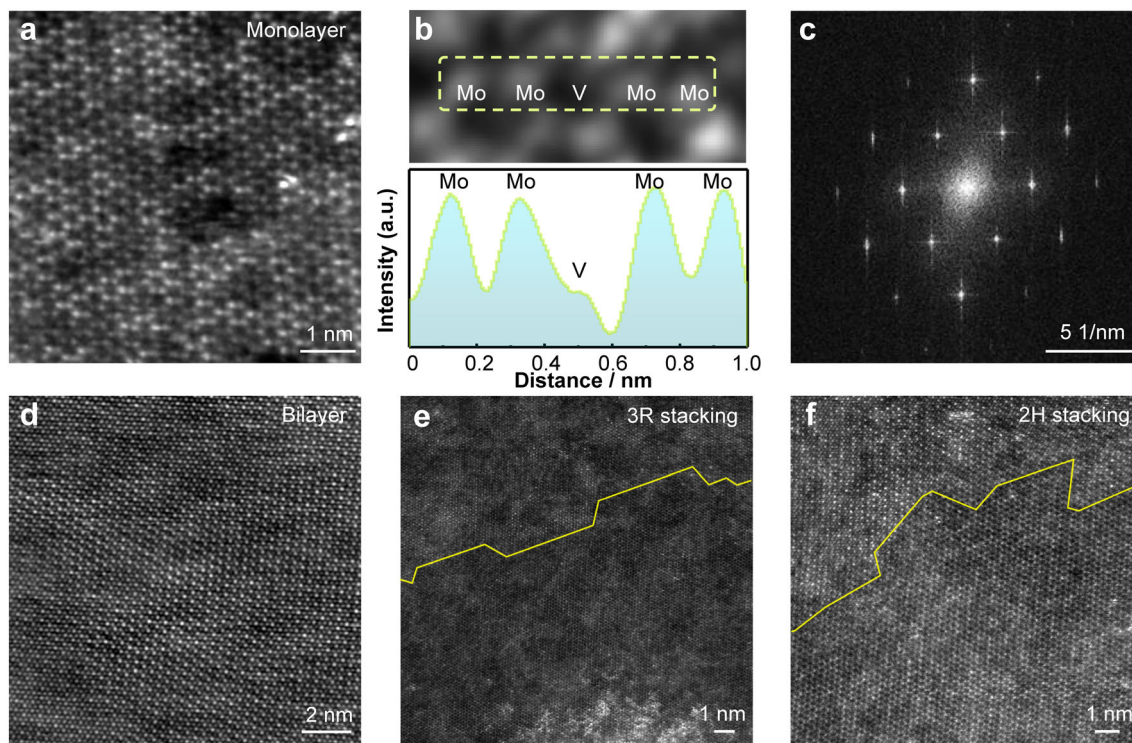 a
Monolayer
1 nm
b
Mo Mo V Mo Mo
Mo Mo V Mo Mo
Intensity (a.u.)
0 0.2 0.4 0.6 0.8 1.0
Distance / nm
c
5 1/nm
d
Bilayer
2 nm
e
3R stacking
1 nm
f
2H stacking
1 nm